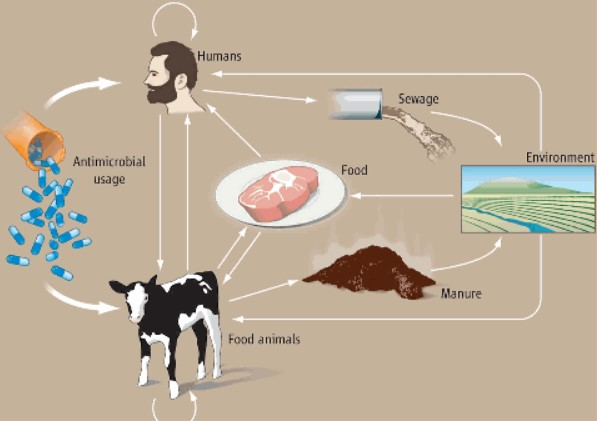 Humans
Sewage
Antimicrobial
usage
Food
Environment
Manure
Food animals